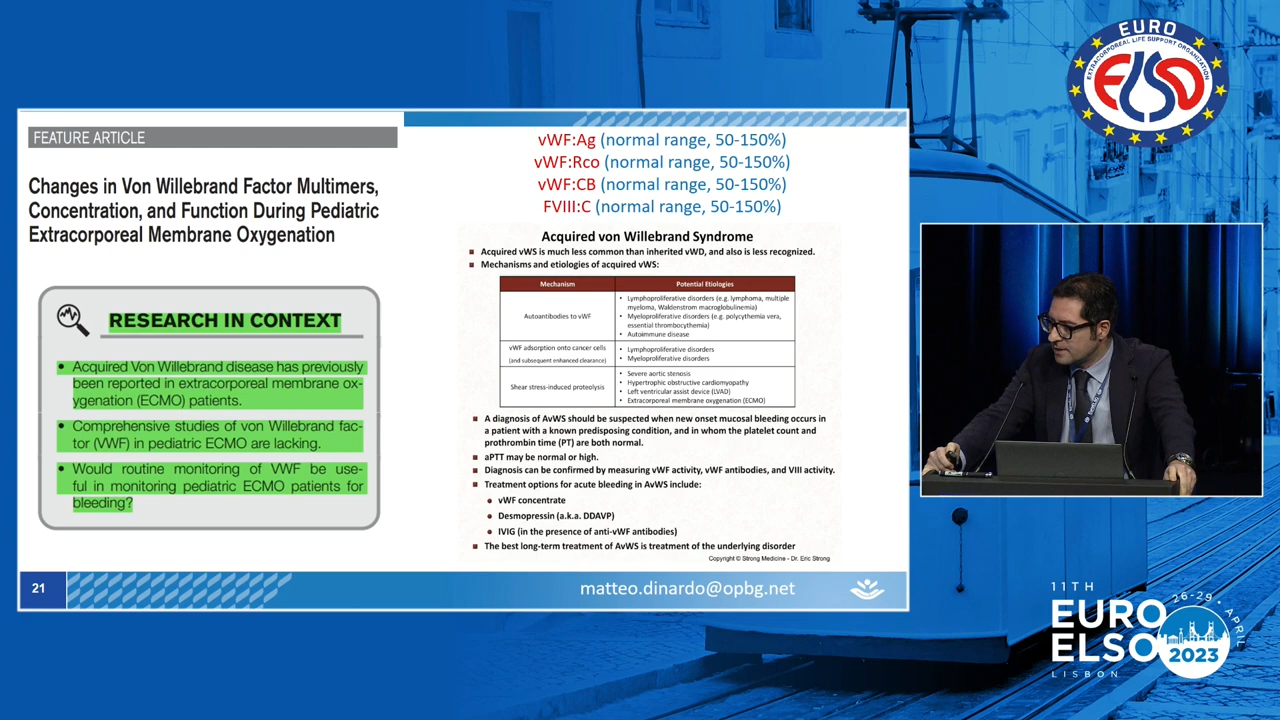 FEATURE ARTICLE
Changes in Von Willebrand Factor Multimers,
Concentration, and Function During Pediatric
Extracorporeal Membrane Oxygenation
RESEARCH IN CONTEXT
• Acquired Von Willebrand disease has previously
been reported in extracorporeal membrane ox-
ygenation (ECMO) patients.
• Comprehensive studies of von Willebrand fac-
tor (VWF) in pediatric ECMO are lacking.
• Would routine monitoring of VWF be use-
ful in monitoring pediatric ECMO patients for
bleeding?
vWF:Ag (normal range, 50-150%)
vWF:Rco (normal range, 50-150%)
vWF:CB (normal range, 50-150%)
FVIII:C (normal range, 50-150%)
Acquired von Willebrand Syndrome
Acquired vWS is much less common than inherited vWD, and also is less recognized.
Mechanisms and etiologies of acquired vWS:
Mechanism
Potential Etiologies
Autoantibodies to vWF
• Lymphoproliferative disorders (e.g. lymphoma, multiple
myeloma, Waldenstrom macroglobulinemia)
• Myeloproliferative disorders (e.g. polycythemia vera,
essential thrombocythemia)
• Autoimmune disease
vWF adsorption onto cancer cells
(and subsequent enhanced clearance)
• Lymphoproliferative disorders
• Myeloproliferative disorders
Shear stress-induced proteolysis
• Severe aortic stenosis
• Hypertrophic obstructive cardiomyopathy
• Left ventricular assist device (LVAD)
• Extracorporeal membrane oxygenation (ECMO)
A diagnosis of AvWS should be suspected when new onset mucosal bleeding occurs in
a patient with a known predisposing condition, and in whom the platelet count and
prothrombin time (PT) are both normal.
aPTT may be normal or high.
Diagnosis can be confirmed by measuring vWF activity, vWF antibodies, and VIII activity.
Treatment options for acute bleeding in AvWS include:
vWF concentrate
Desmopressin (a.k.a. DDAVP)
IVIG (in the presence of anti-vWF antibodies)
The best long-term treatment of AvWS is treatment of the underlying disorder
Copyright © Strong Medicine - Dr. Eric Strong
21
matteo.dinardo@opbg.net
EURO
EXTRACORPOREAL LIFE SUPPORT ORGANIZATION
ELSO
11TH
EURO
ELSO
LISBON
26-29 • APRIL
2023